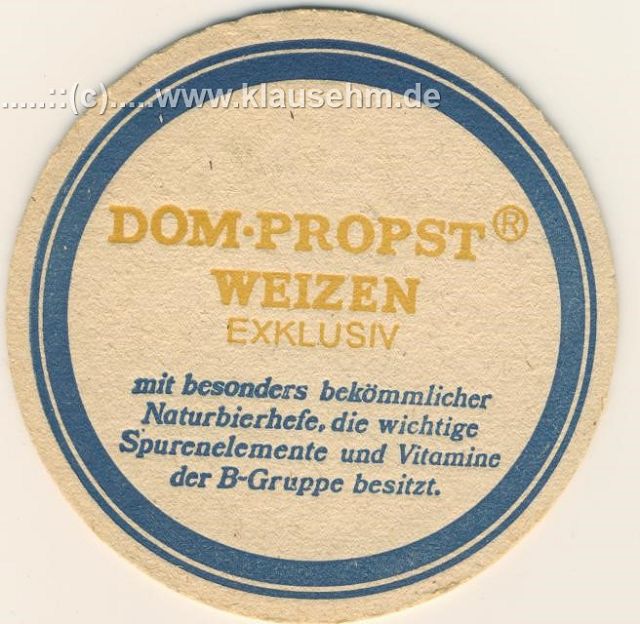 .....::(c).....www.klausehm.de
DOM·PROPST®
WEIZEN
EXKLUSIV
mit besonders bekömmlicher
Naturbierhefe, die wichtige
Spurenelemente und Vitamine
der B-Gruppe besitzt.